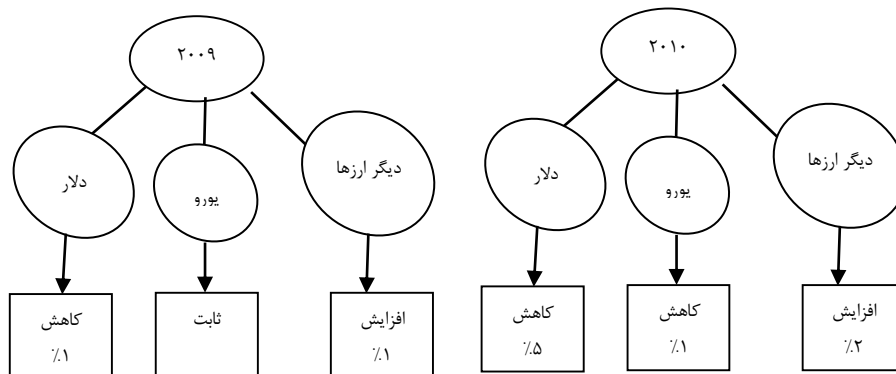 ۲۰۰۹
دلار
یورو
دیگر ارزها
کاهش
٪۱
ثابت
افزایش
٪۱
۲۰۱۰
دلار
یورو
دیگر ارزها
کاهش
٪۵
کاهش
٪۱
افزایش
٪۲